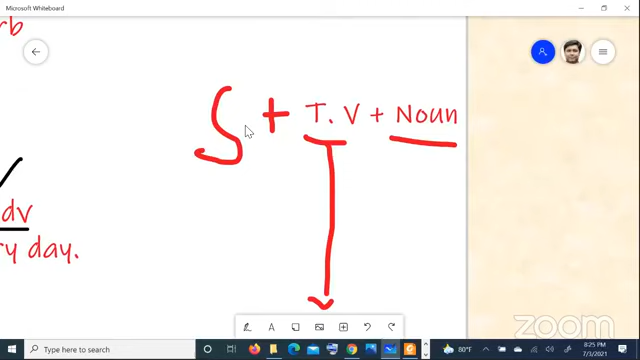 Microsoft Whiteboard
rb
S + T. V + Noun
dv
ry day.
A
zoom
Type here to search
80°F
8:25 PM
7/3/2021